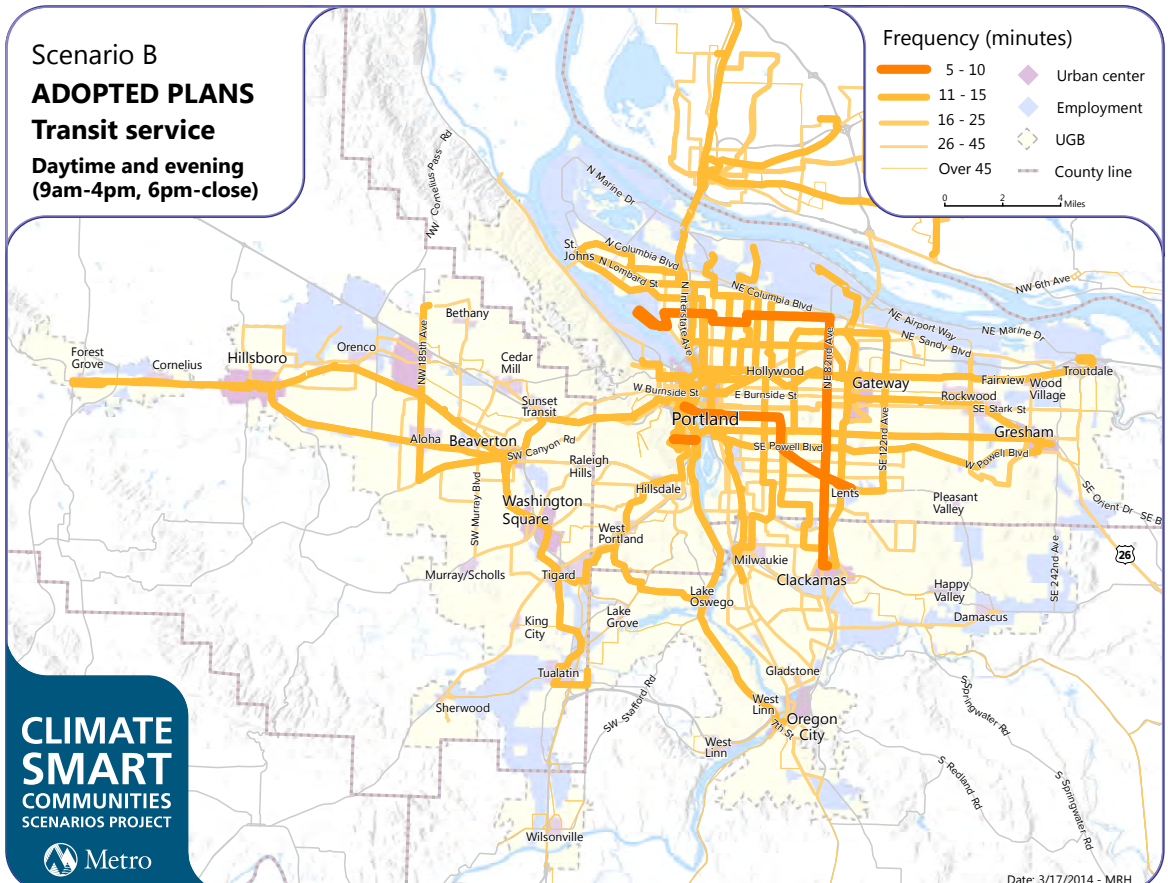 Scenario B
ADOPTED PLANS
Transit service
Daytime and evening
(9am-4pm, 6pm-close)
Frequency (minutes)
5 - 10
11 - 15
16 - 25
26 - 45
Over 45
Urban center
Employment
UGB
County line
0 2 4 Miles
NW Cornelius Pass Rd
N Marine Dr
St.
Johns
N Columbia Blvd
N Lombard St
N Interstate Ave
NE Columbia Blvd
NE Airport Way
NE Sandy Blvd
NE Marine Dr
NW 6th Ave
Bethany
NW 185th Ave
Orenco
Hillsboro
Cornelius
Forest
Grove
Cedar
Mill
Sunset
Transit
W Burnside St
E Burnside St
Hollywood
NE 82nd Ave
Gateway
Fairview
Wood
Village
Troutdale
Rockwood
SE Stark St
Portland
Gresham
Aloha
Beaverton
SW Canyon Rd
SE Powell Blvd
SE 122nd Ave
W Powell Blvd
Raleigh
Hills
SW Murray Blvd
Washington
Square
Hillsdale
Lents
Pleasant
Valley
SE Orient Dr
SE B
West
Portland
26
Milwaukie
Clackamas
SE 242nd Ave
Murray/Scholls
Tigard
Happy
Valley
Damascus
Lake
Oswego
Lake
Grove
King
City
Tualatin
Gladstone
SW Stafford Rd
Sherwood
West
Linn
Oregon
City
7th St
West
Linn
S Springwater Rd
S Redland Rd
S Springwater Rd
Wilsonville
CLIMATE
SMART
COMMUNITIES
SCENARIOS PROJECT
Metro
Date: 3/17/2014 - MRH